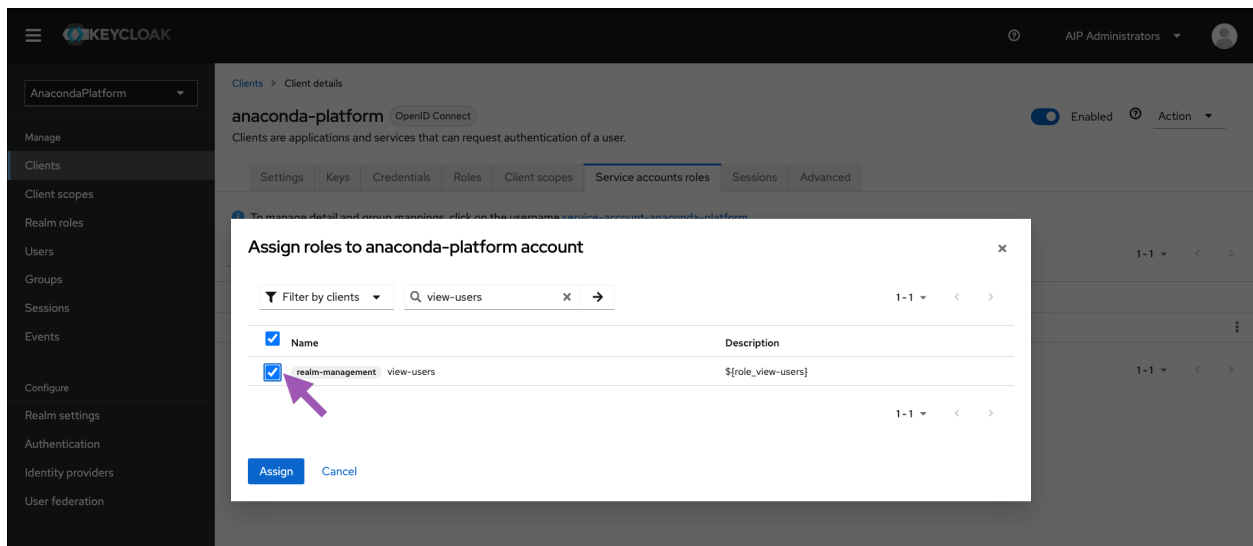 KEYCLOAK
AIP Administrators
AnacondaPlatform
Manage
Clients
Client scopes
Realm roles
Users
Groups
Sessions
Events
Configure
Realm settings
Authentication
Identity providers
User federation
Clients > Client details
anaconda-platform OpenID Connect
Enabled
Action
Clients are applications and services that can request authentication of a user.
Settings Keys Credentials Roles Client scopes Service accounts roles Sessions Advanced
To manage detail and group mappings, click on the username service-account-anaconda-platform
1-1
1-1
Assign roles to anaconda-platform account
Filter by clients view-users 1-1
Name Description
realm-management view-users ${role_view-users}
1-1
Assign Cancel